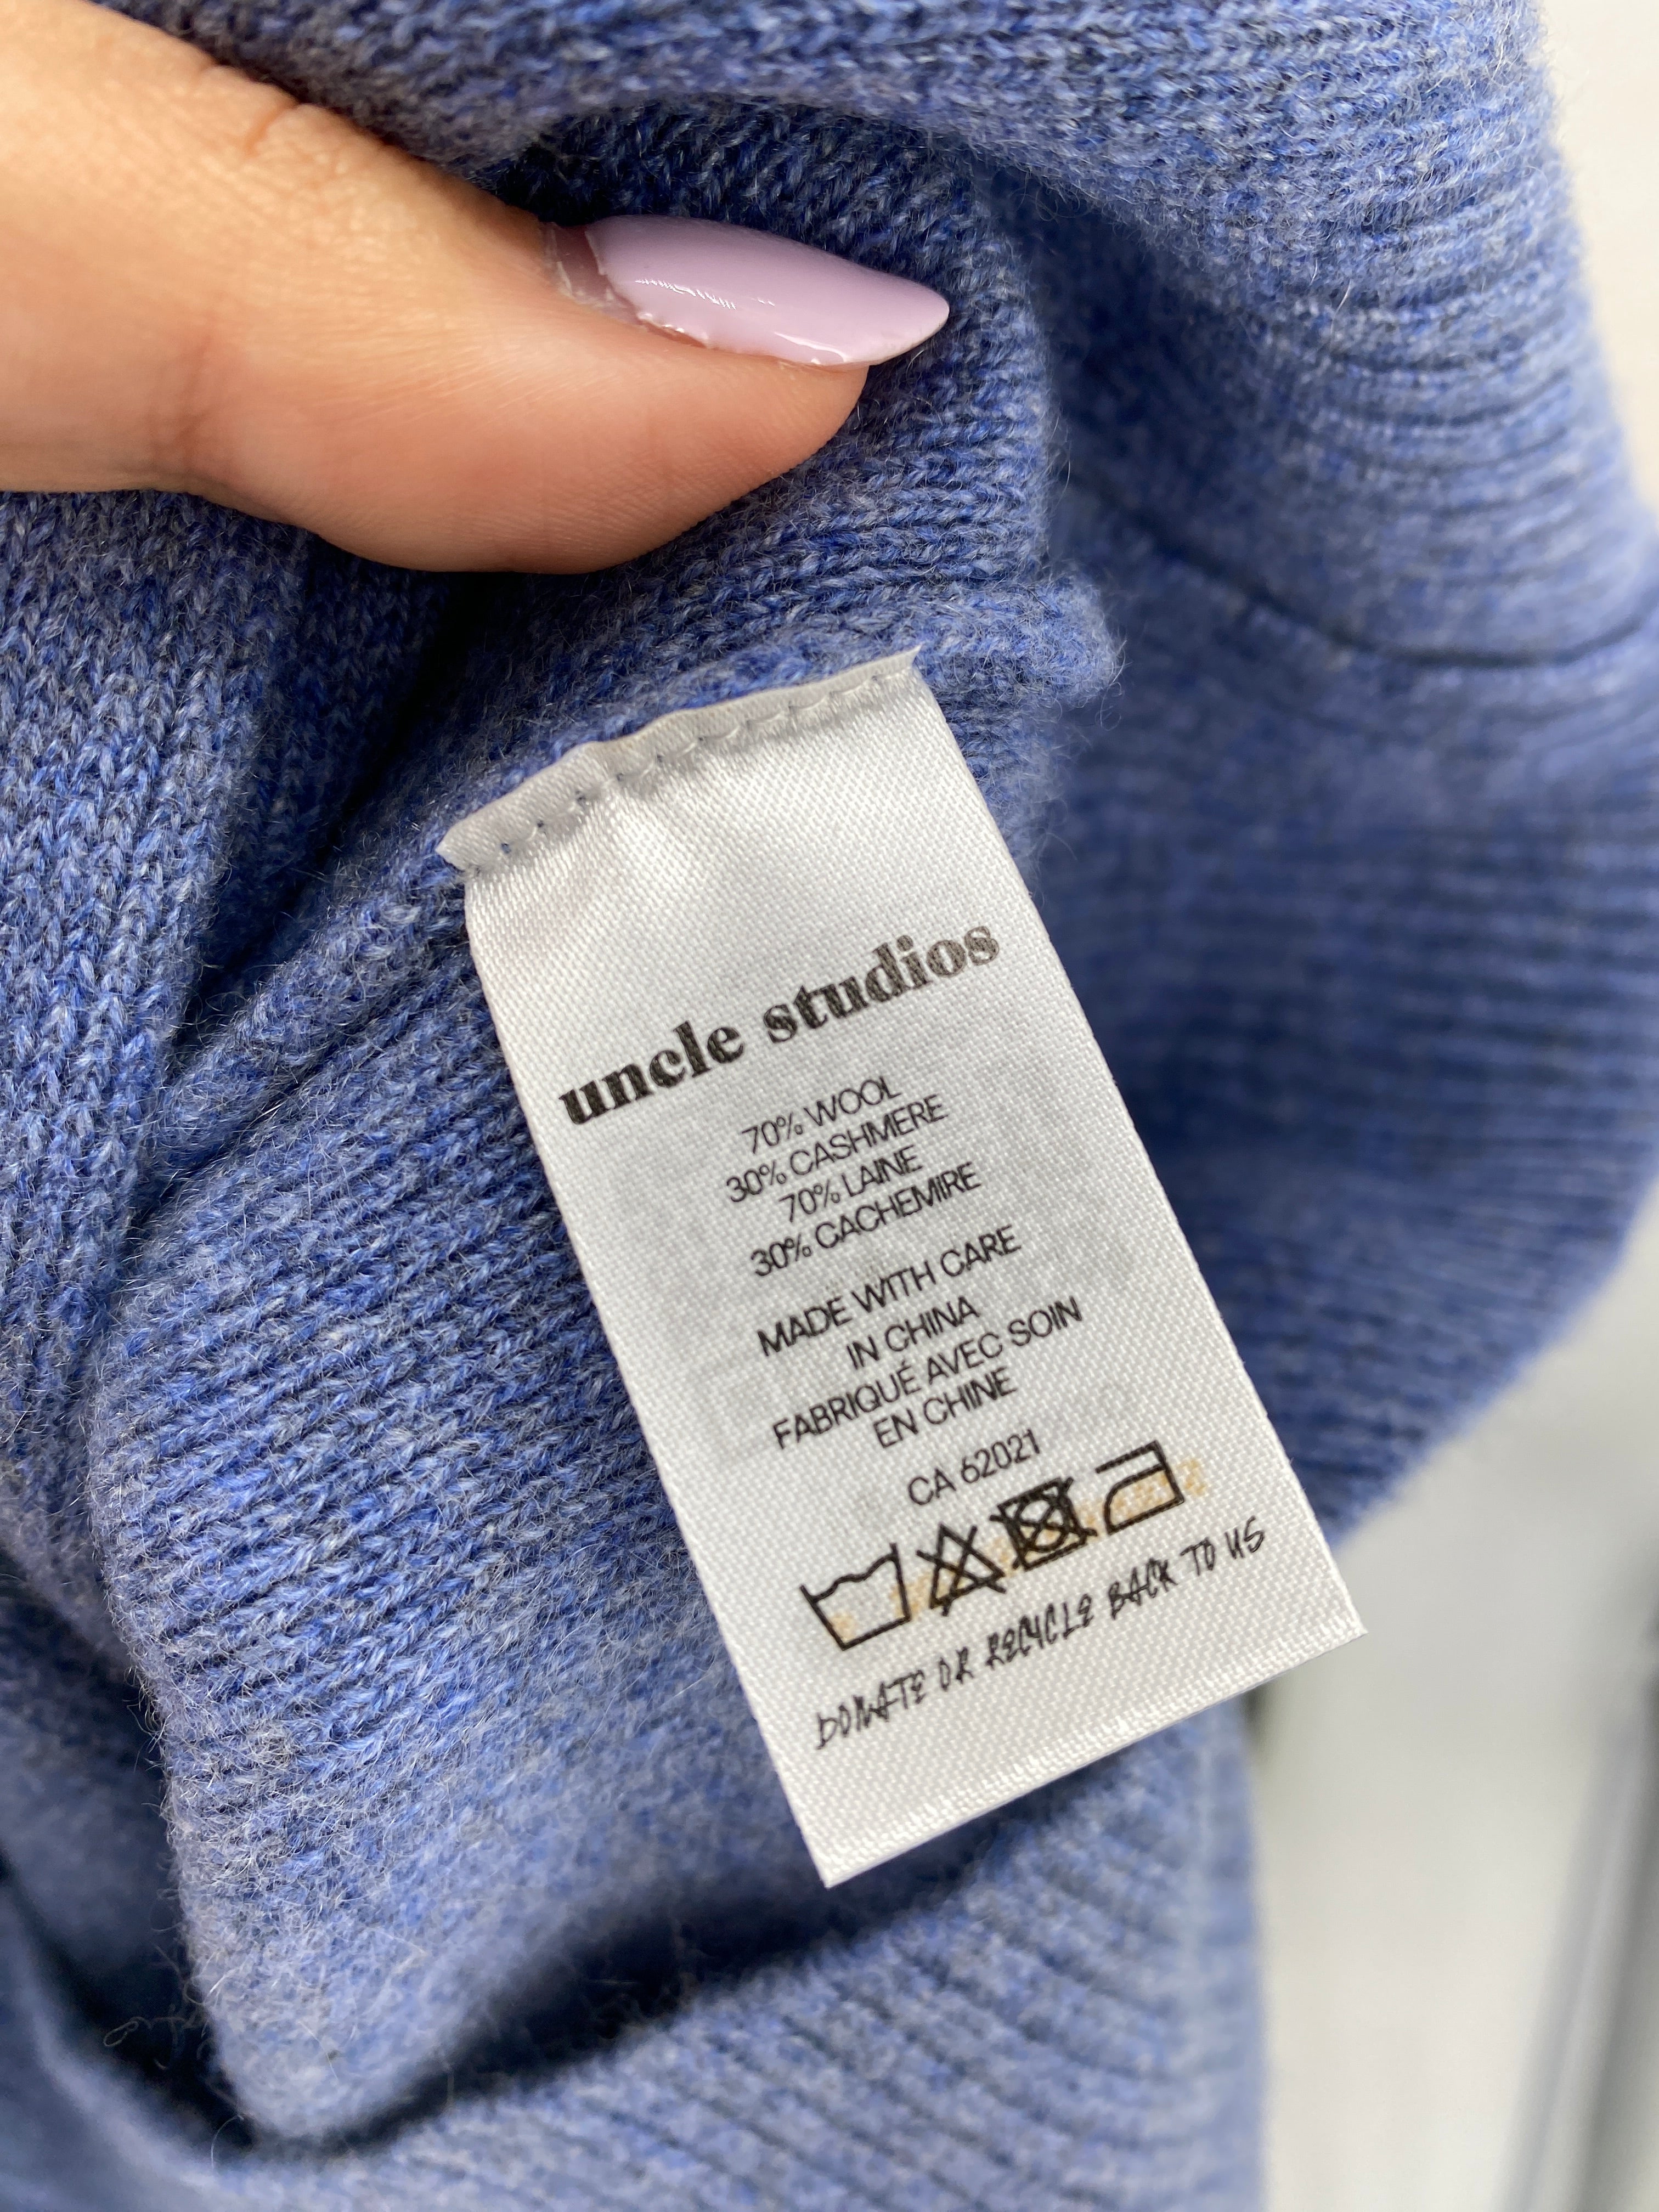 uncle studios
70% WOOL
30% CASHMERE
70% LAINE
30% CACHEMIRE
MADE WITH CARE
IN CHINA
FABRIQUÉ AVEC SOIN
EN CHINE
CA 62021
DONATE OR RECYCLE BACK TO US